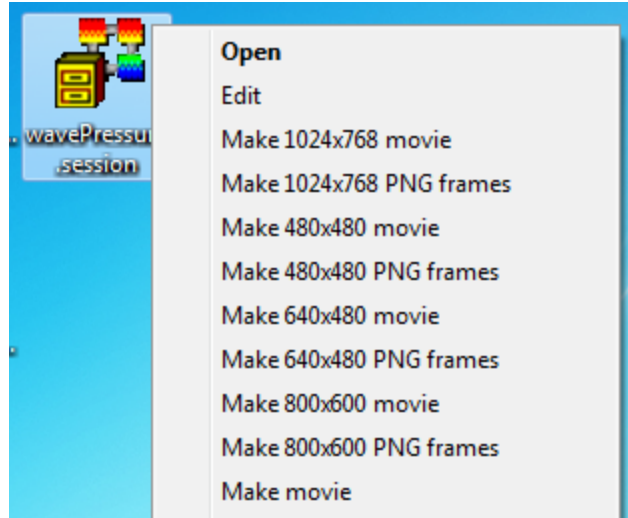 wavePressu
.session
Open
Edit
Make 1024x768 movie
Make 1024x768 PNG frames
Make 480x480 movie
Make 480x480 PNG frames
Make 640x480 movie
Make 640x480 PNG frames
Make 800x600 movie
Make 800x600 PNG frames
Make movie